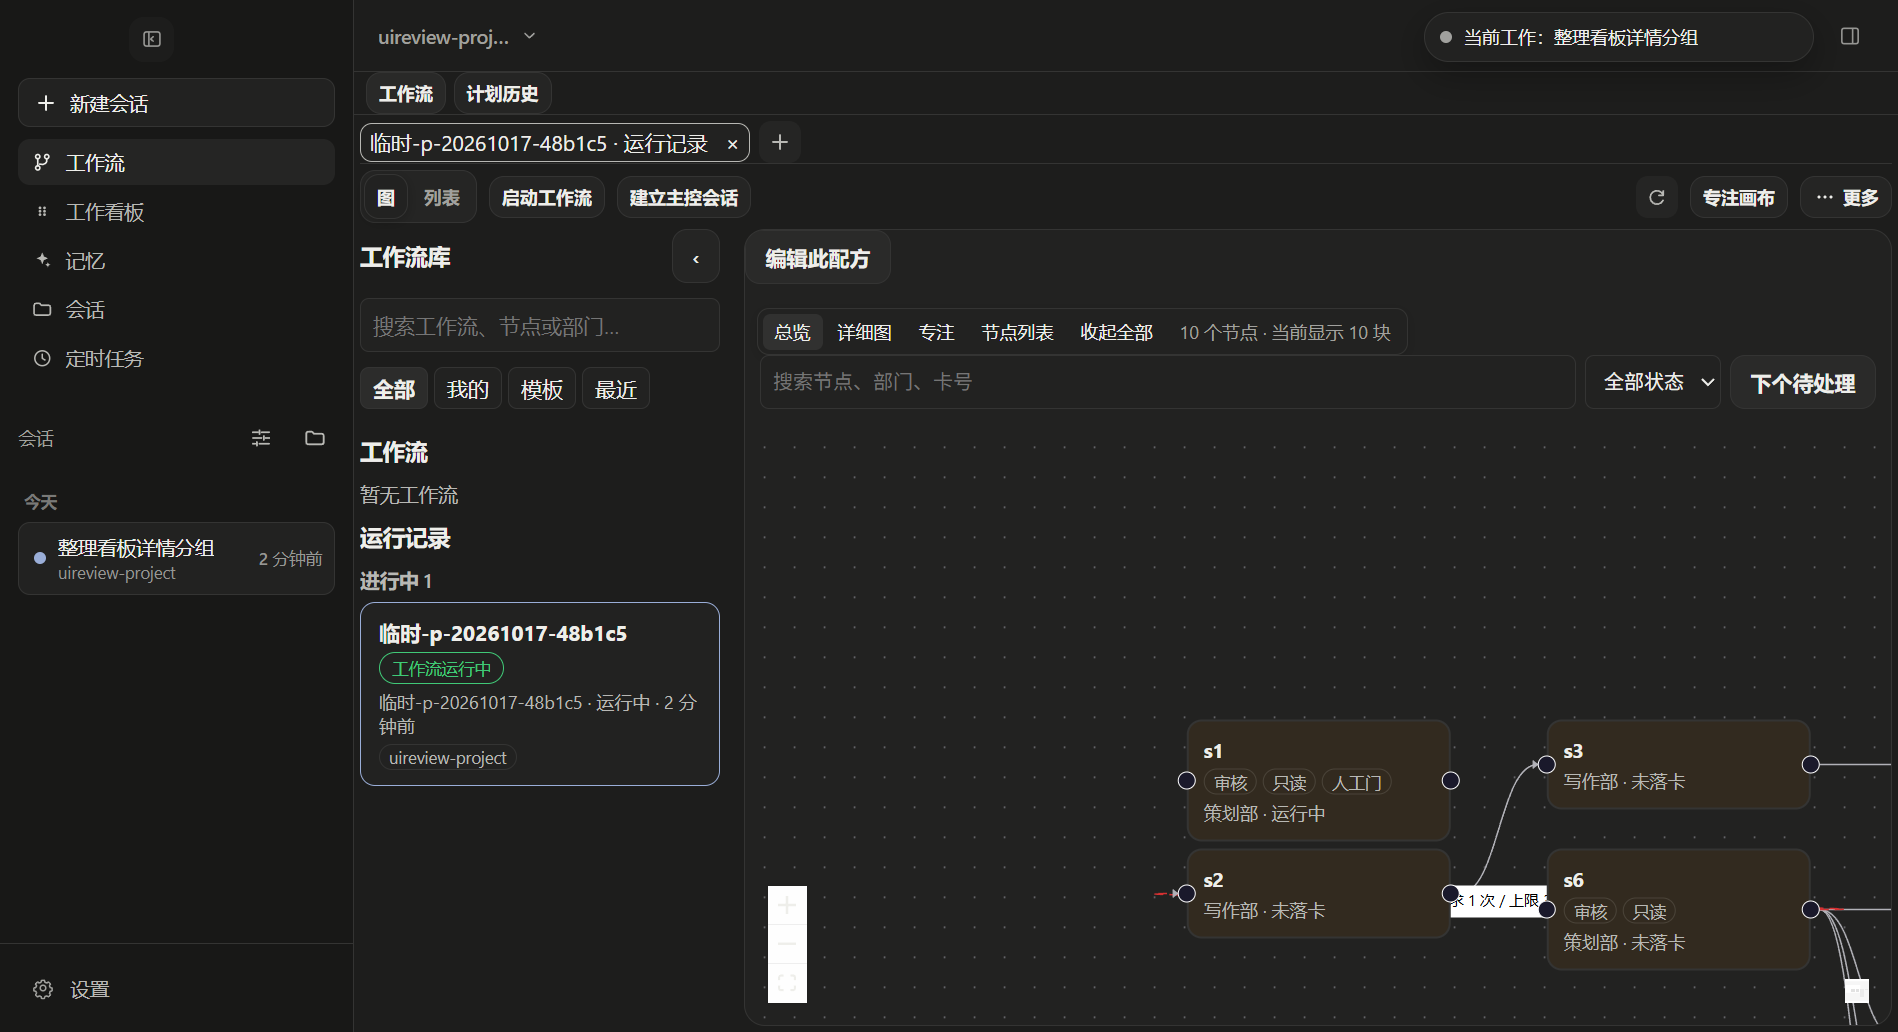 新建会话
工作流
工作看板
记忆
会话
定时任务
会话
今天
整理看板详情分组
uireview-project
2 分钟前
设置
uireview-proj...
当前工作：整理看板详情分组
工作流
计划历史
临时-p-20261017-48b1c5 · 运行记录 ×
图
列表
启动工作流
建立主控会话
专注画布
··· 更多
工作流库
搜索工作流、节点或部门...
全部
我的
模板
最近
工作流
暂无工作流
运行记录
进行中 1
临时-p-20261017-48b1c5
工作流运行中
临时-p-20261017-48b1c5 · 运行中 · 2 分
钟前
uireview-project
编辑此配方
总览
详细图
专注
节点列表
收起全部
10 个节点 · 当前显示 10 块
搜索节点、部门、卡号
全部状态
下个待处理
s1
审核
只读
人工门
策划部 · 运行中
s2
写作部 · 未落卡
1 次 / 上限
s3
写作部 · 未落卡
s6
审核
只读
策划部 · 未落卡